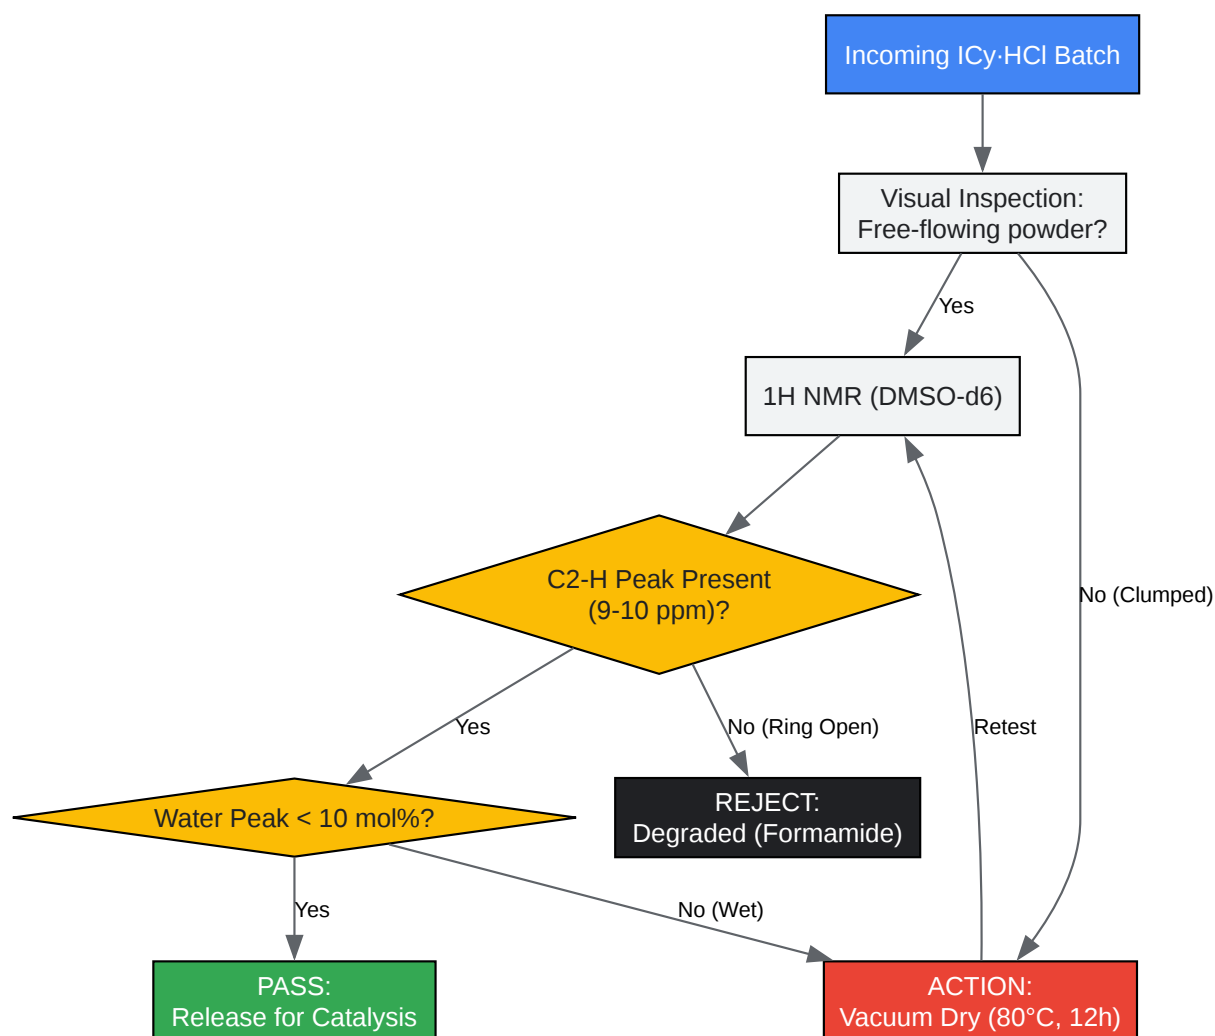 Incoming ICy·HCl Batch
Visual Inspection:
Free-flowing powder?
Yes
1H NMR (DMSO-d6)
C2-H Peak Present
(9-10 ppm)?
No (Clumped)
Yes
No (Ring Open)
Retest
Water Peak < 10 mol%?
REJECT:
Degraded (Formamide)
Yes
No (Wet)
PASS:
Release for Catalysis
ACTION:
Vacuum Dry (80°C, 12h)